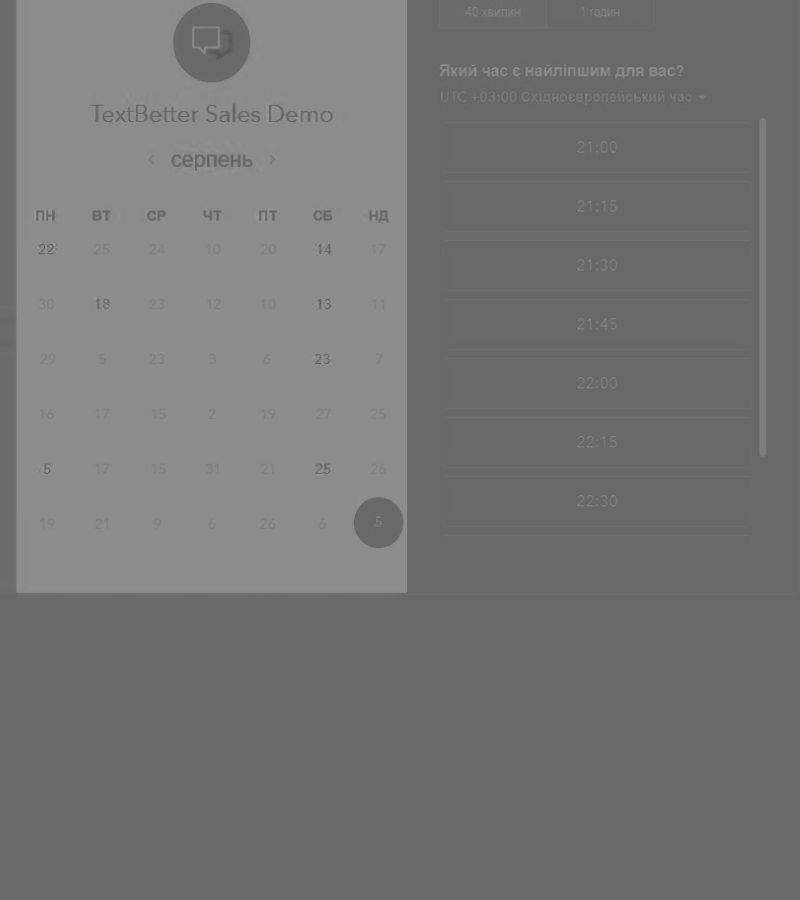 TextBetter Sales Demo
серпень
ПН ВТ СР ЧТ ПТ СБ НД
22 25 24 10 20 14 17
30 18 23 12 10 13 11
29 5 23 3 6 23 7
16 17 15 2 19 27 25
5 17 15 31 21 25 26
19 21 9 6 26 6 5
40 хвилин 1 годин
Який час є найліпшим для вас?
UTC +03:00 Східноєвропейський час
21:00
21:15
21:30
21:45
22:00
22:15
22:30